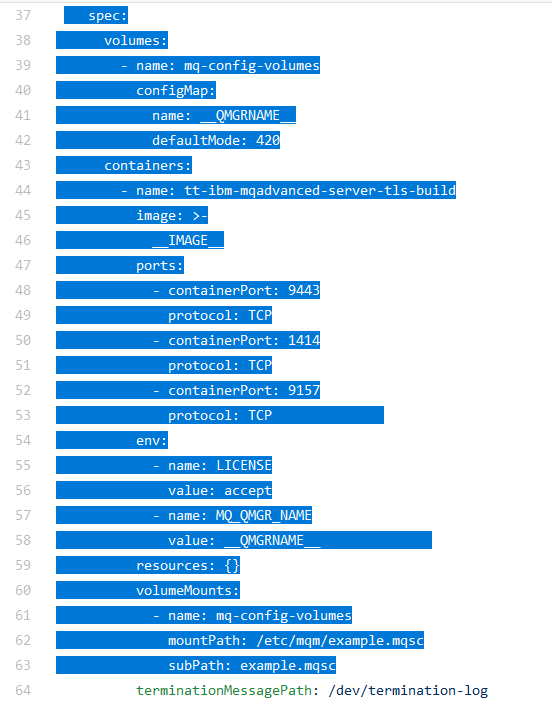 37 spec:
38 volumes:
39 - name: mq-config-volumes
40 configMap:
41 name: __QMGRNAME__
42 defaultMode: 420
43 containers:
44 - name: tt-ibm-mqadvanced-server-tls-build
45 image: >-
46 __IMAGE__
47 ports:
48 - containerPort: 9443
49 protocol: TCP
50 - containerPort: 1414
51 protocol: TCP
52 - containerPort: 9157
53 protocol: TCP
54 env:
55 - name: LICENSE
56 value: accept
57 - name: MQ_QMGR_NAME
58 value: __QMGRNAME__
59 resources: {}
60 volumeMounts:
61 - name: mq-config-volumes
62 mountPath: /etc/mqm/example.mqsc
63 subPath: example.mqsc
64 terminationMessagePath: /dev/termination-log